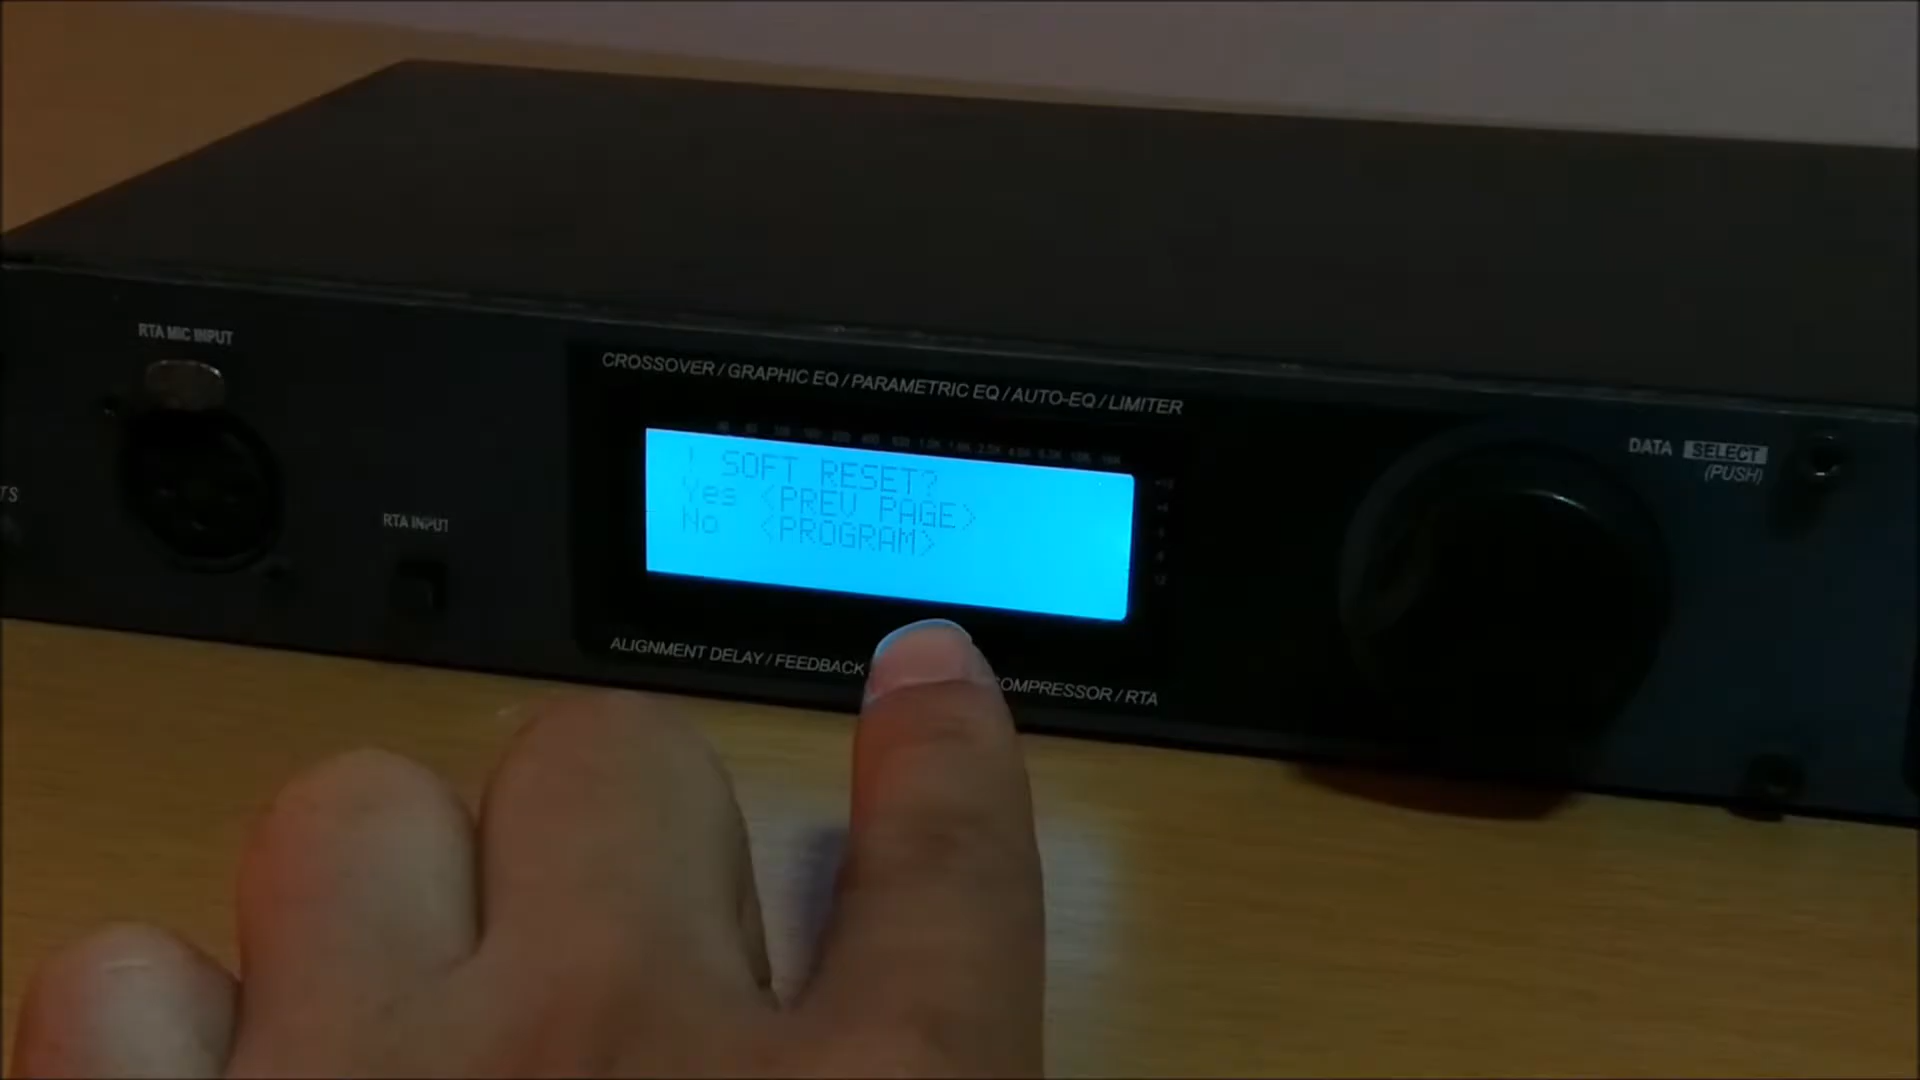 RTA MIC INPUT
TS
RTA INPUT
CROSSOVER / GRAPHIC EQ / PARAMETRIC EQ / AUTO-EQ / LIMITER
! SOFT RESET?
Yes <PREV PAGE>
No <PROGRAM>
ALIGNMENT DELAY / FEEDBACK
COMPRESSOR / RTA
DATA SELECT
(PUSH)